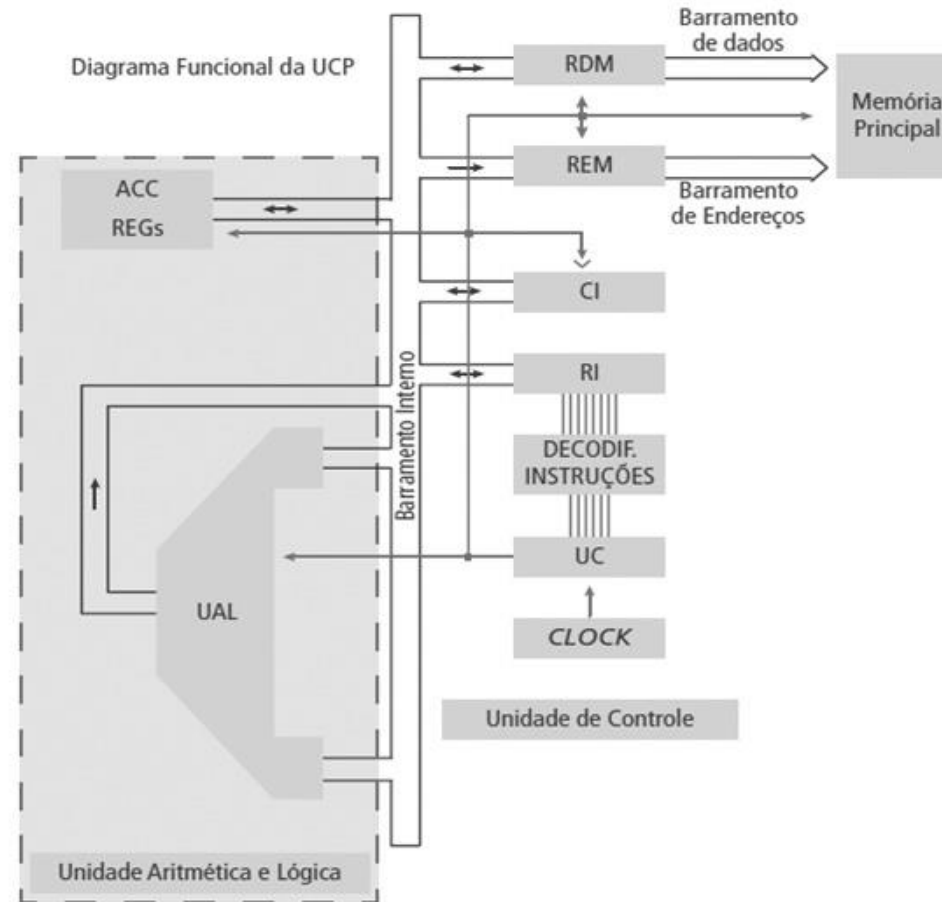 Barramento
de dados
Diagrama Funcional da UCP
RDM
Memória
Principal
REM
Barramento
de Endereços
ACC
REGs
CI
RI
Barramento Interno
DECODIF.
INSTRUÇÕES
UC
UAL
CLOCK
Unidade de Controle
Unidade Aritmética e Lógica